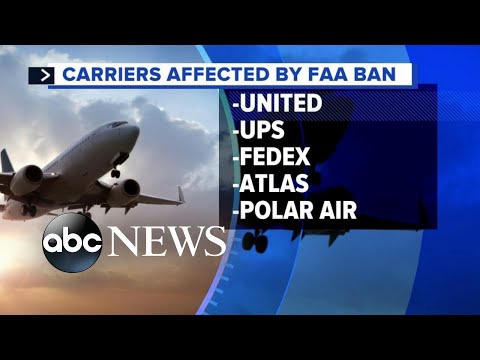 CARRIERS AFFECTED BY FAA BAN
-UNITED
-UPS
-FEDEX
-ATLAS
-POLAR AIR
abc NEWS